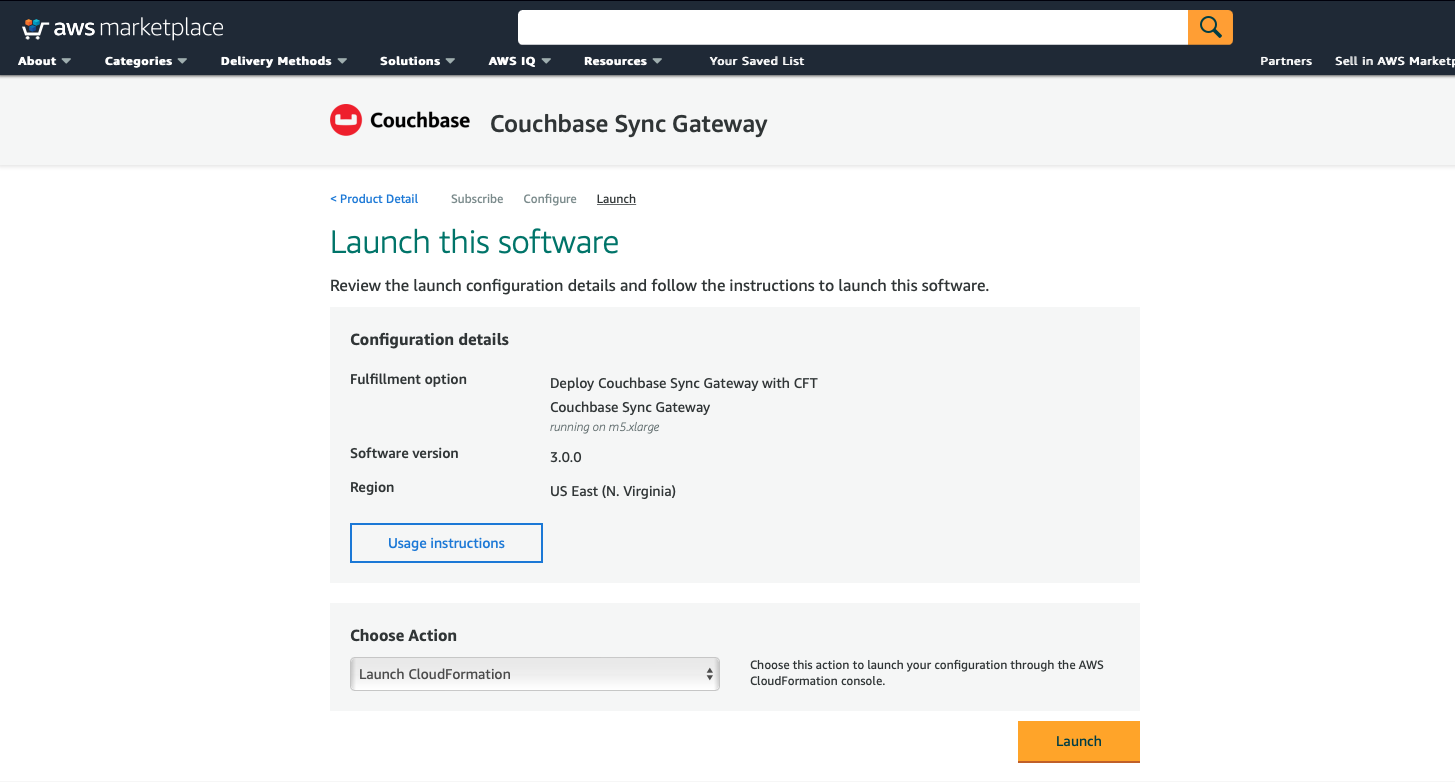 aws marketplace
About Categories Delivery Methods Solutions AWS IQ Resources Your Saved List Partners Sell in AWS Marketp
Couchbase Couchbase Sync Gateway
< Product Detail Subscribe Configure Launch
Launch this software
Review the launch configuration details and follow the instructions to launch this software.
Configuration details
Fulfillment option Deploy Couchbase Sync Gateway with CFT
Couchbase Sync Gateway
running on m5.xlarge
Software version 3.0.0
Region US East (N. Virginia)
Usage instructions
Choose Action
Launch CloudFormation
Choose this action to launch your configuration through the AWS
CloudFormation console.
Launch